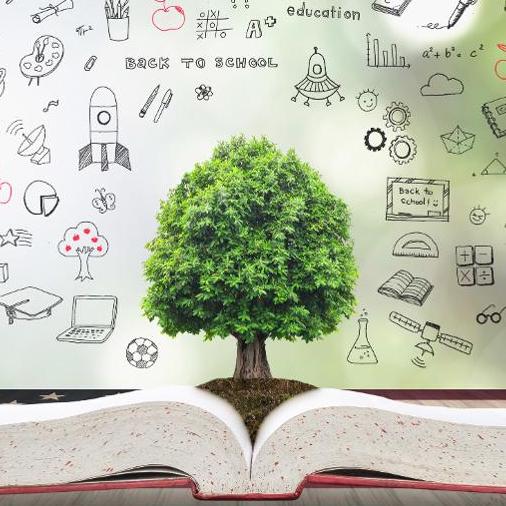 education
A+
BACK TO SCHOOL
a²+b²=c²
Back to
school!